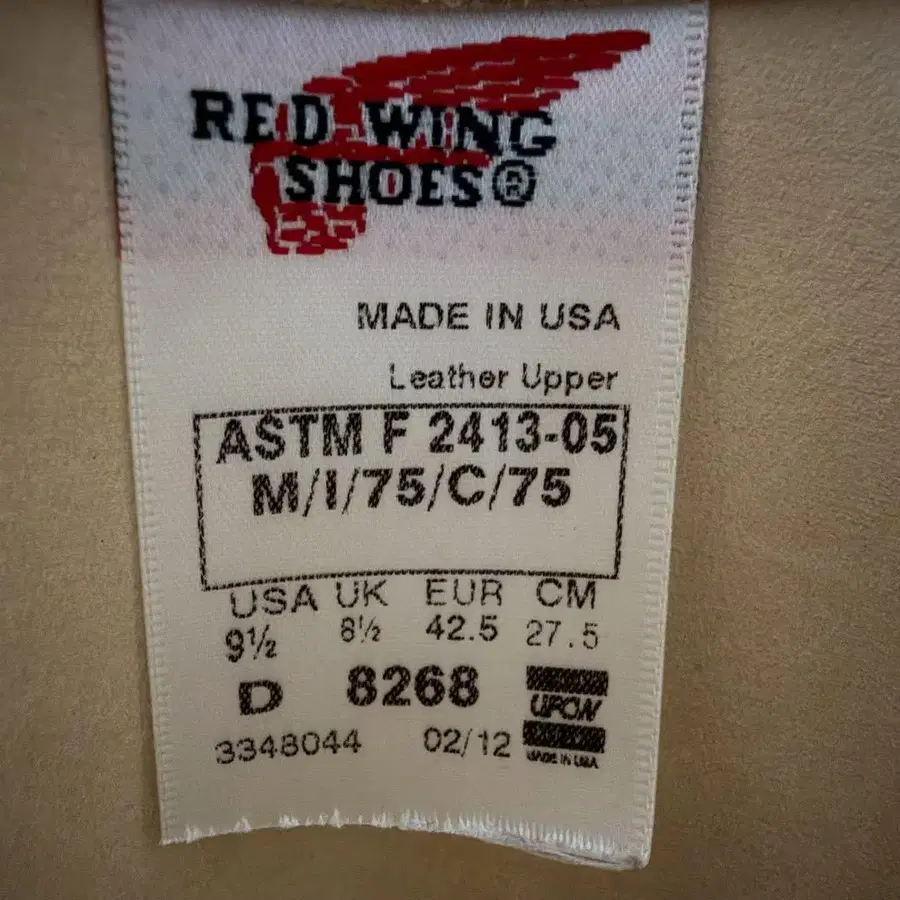 RED WING
SHOES®
MADE IN USA
Leather Upper
ASTM F 2413-05
M/I/75/C/75
USA UK EUR CM
9½ 8½ 42.5 27.5
D 8268
UFCW
3348044 02/12
MADE IN USA